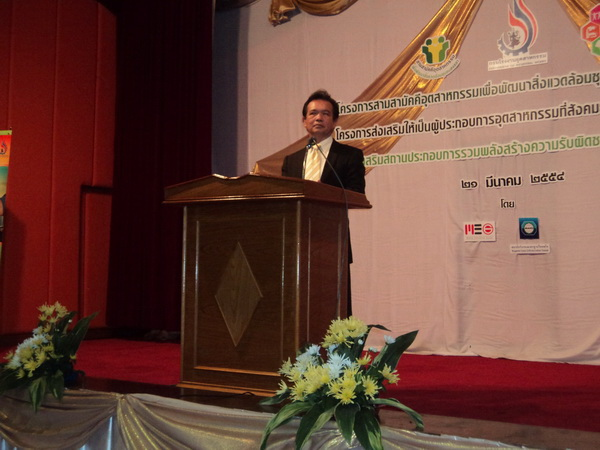 โครงการสามสามัคคีอุตสาหกรรมเพื่อพัฒนาสิ่งแวดล้อมชุ
โครงการส่งเสริมให้เป็นผู้ประกอบการอุตสาหกรรมที่สังคม
เสริมสถานประกอบการรวมพลังสร้างความรับผิดช
๒๑ มีนาคม ๒๕๕๔
โดย